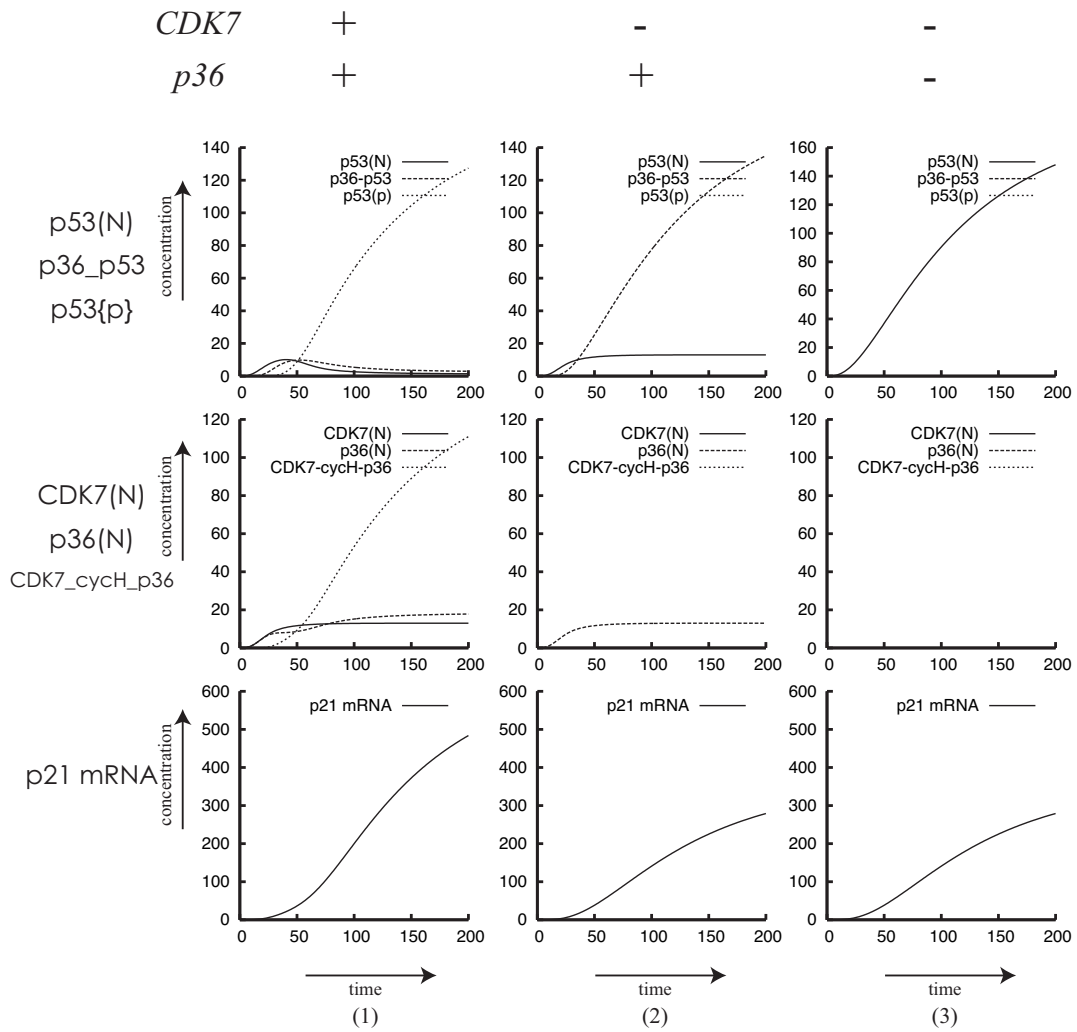 CDK7 + - -
p36 + + -
p53(N)
p36_p53
p53{p}
concentration
140
120
100
80
60
40
20
0
p53(N)
p36-p53
p53(p)
0 50 100 150 200
140
120
100
80
60
40
20
0
p53(N)
p36-p53
p53(p)
0 50 100 150 200
160
140
120
100
80
60
40
20
0
p53(N)
p36-p53
p53(p)
0 50 100 150 200
CDK7(N)
p36(N)
CDK7_cycH_p36
concentration
120
100
80
60
40
20
0
CDK7(N)
p36(N)
CDK7-cycH-p36
0 50 100 150 200
120
100
80
60
40
20
0
CDK7(N)
p36(N)
CDK7-cycH-p36
0 50 100 150 200
120
100
80
60
40
20
0
CDK7(N)
p36(N)
CDK7-cycH-p36
0 50 100 150 200
p21 mRNA
concentration
600
500
400
300
200
100
0
p21 mRNA
0 50 100 150 200
600
500
400
300
200
100
0
p21 mRNA
0 50 100 150 200
600
500
400
300
200
100
0
p21 mRNA
0 50 100 150 200
time time time
(1) (2) (3)